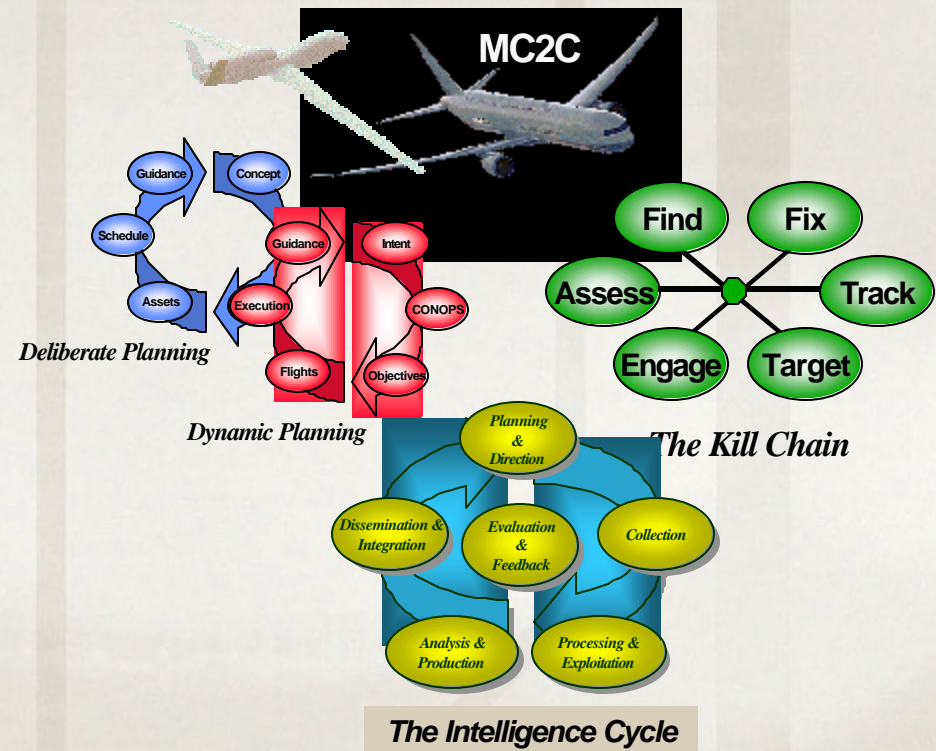 MC2C
Guidance
Concept
Schedule
Assets
Deliberate Planning
Guidance
Intent
Execution
CONOPS
Flights
Objectives
Dynamic Planning
Find
Fix
Assess
Track
Engage
Target
The Kill Chain
Planning
&
Direction
Dissemination &
Integration
Evaluation
&
Feedback
Collection
Analysis &
Production
Processing &
Exploitation
The Intelligence Cycle